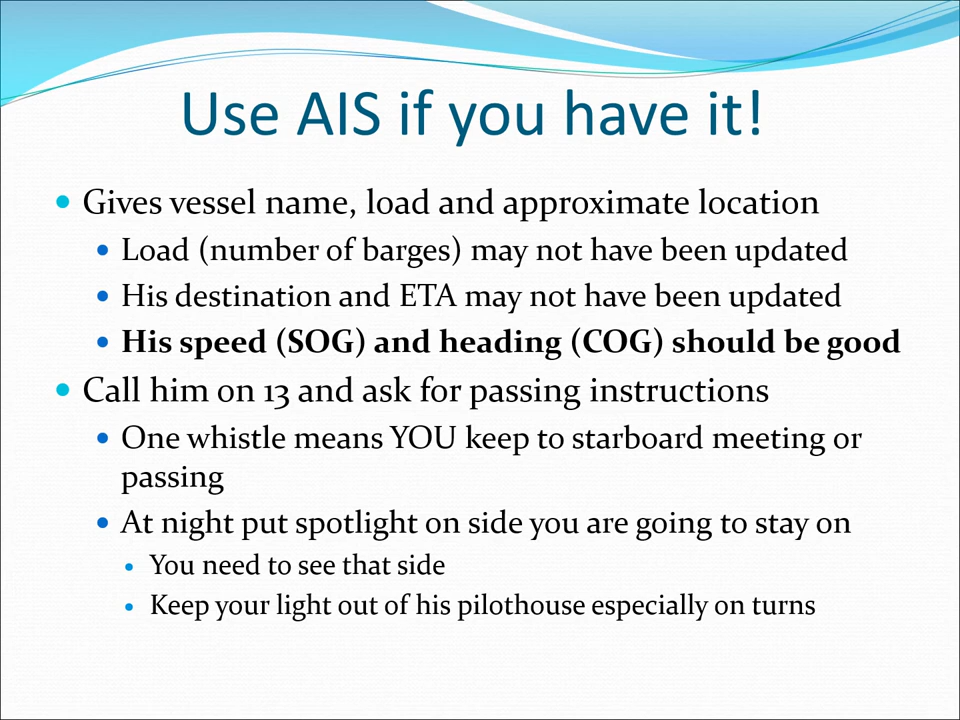 Use AIS if you have it!
• Gives vessel name, load and approximate location
• Load (number of barges) may not have been updated
• His destination and ETA may not have been updated
• His speed (SOG) and heading (COG) should be good
• Call him on 13 and ask for passing instructions
• One whistle means YOU keep to starboard meeting or
passing
• At night put spotlight on side you are going to stay on
• You need to see that side
• Keep your light out of his pilothouse especially on turns